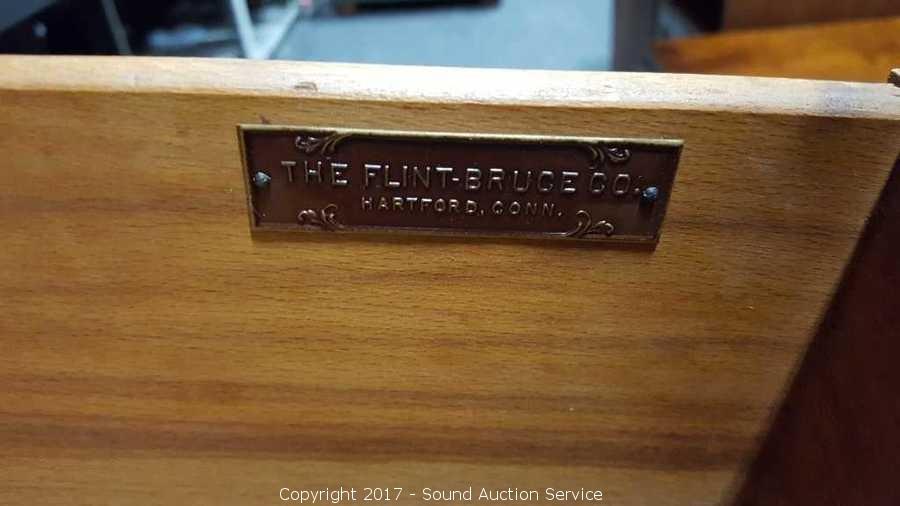 THE FLINT-BRUCE CO.
HARTFORD, CONN.
Copyright 2017 - Sound Auction Service